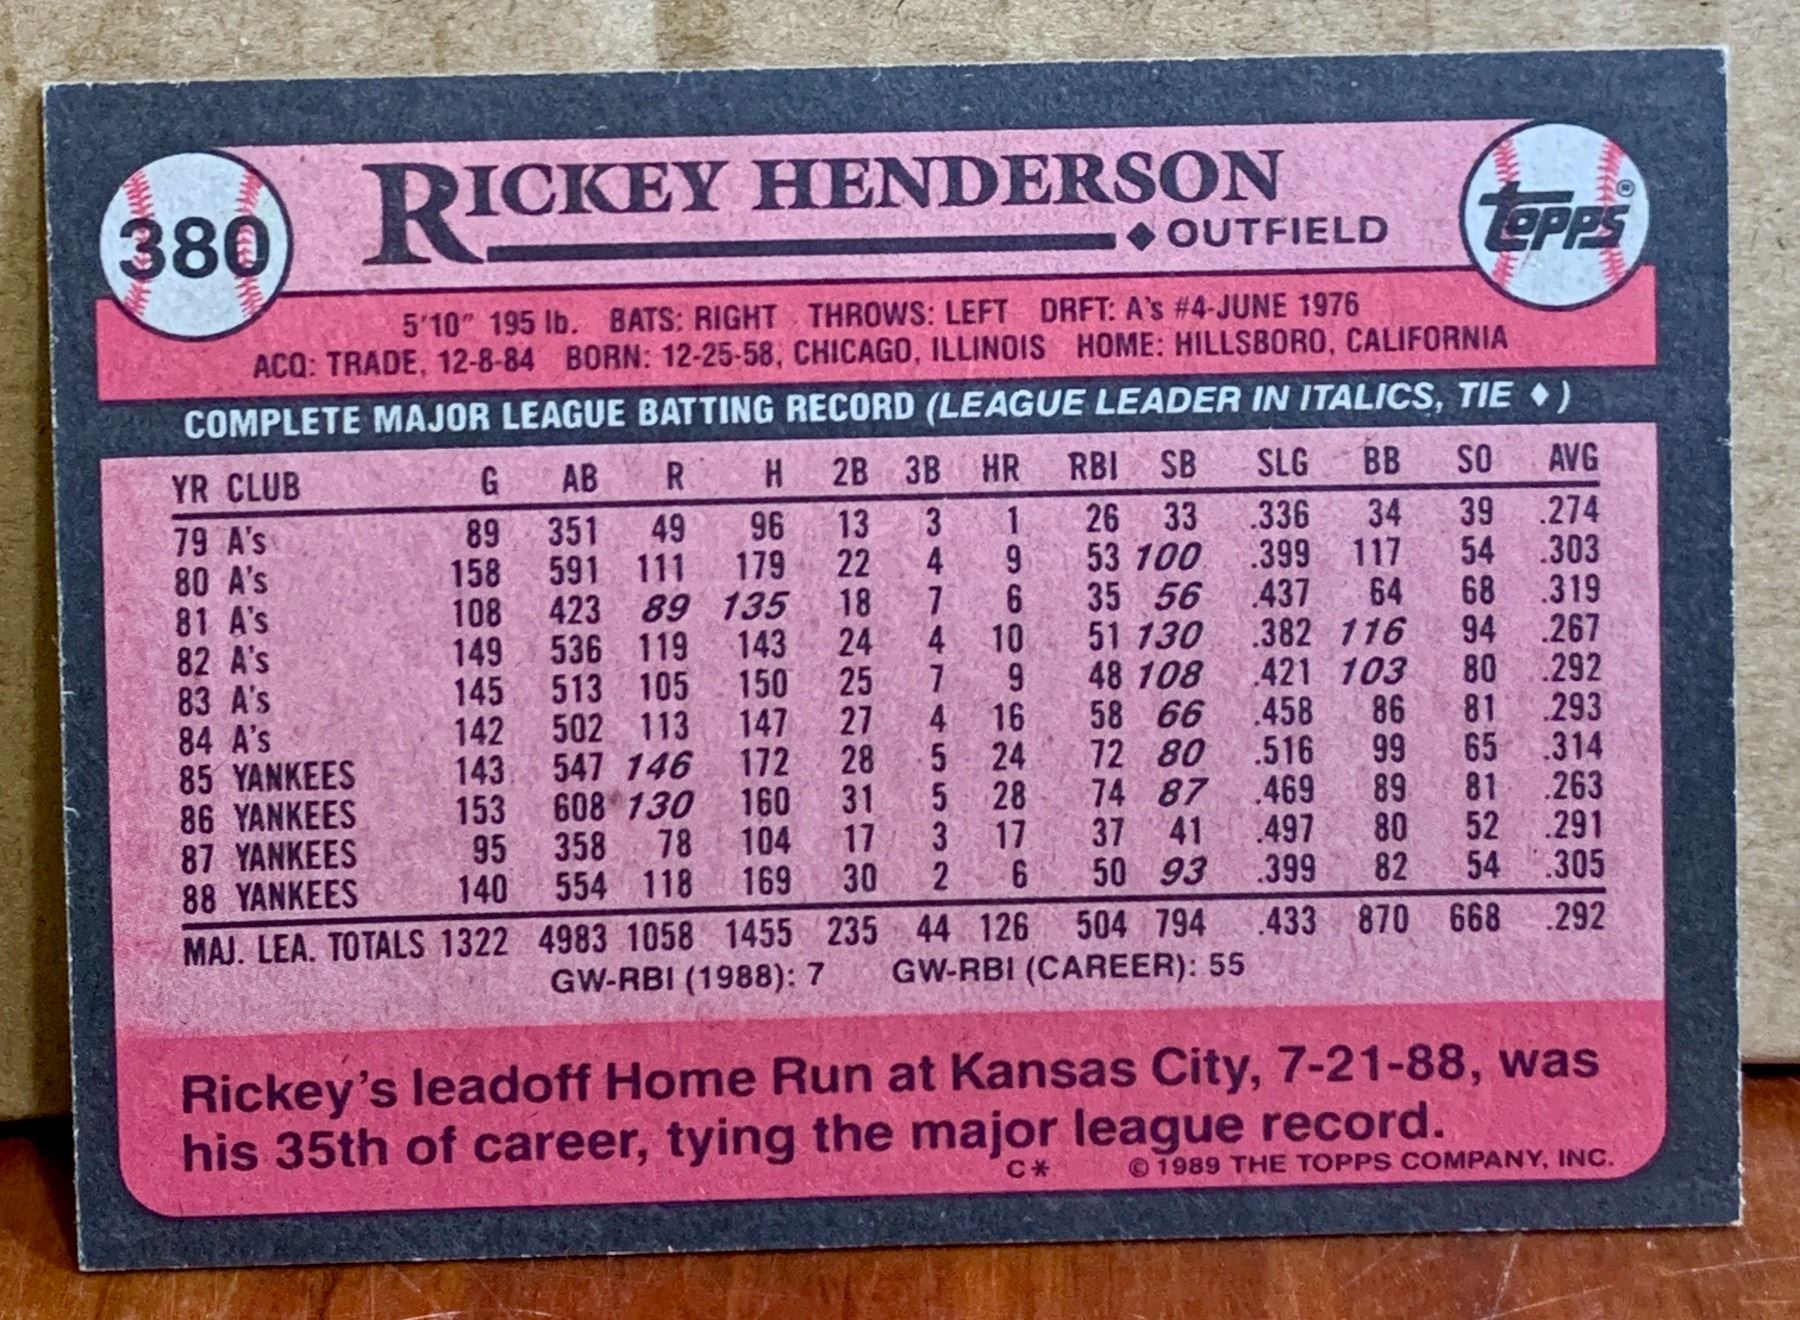 380
RICKEY HENDERSON
♦ OUTFIELD
topps®
5'10" 195 lb. BATS: RIGHT THROWS: LEFT DRFT: A's #4-JUNE 1976
ACQ: TRADE, 12-8-84 BORN: 12-25-58, CHICAGO, ILLINOIS HOME: HILLSBORO, CALIFORNIA
COMPLETE MAJOR LEAGUE BATTING RECORD (LEAGUE LEADER IN ITALICS, TIE ♦)
YR CLUB G AB R H 2B 3B HR RBI SB SLG BB SO AVG
79 A's 89 351 49 96 13 3 1 26 33 .336 34 39 .274
80 A's 158 591 111 179 22 4 9 53 100 .399 117 54 .303
81 A's 108 423 89 135 18 7 6 35 56 .437 64 68 .319
82 A's 149 536 119 143 24 4 10 51 130 .382 116 94 .267
83 A's 145 513 105 150 25 7 9 48 108 .421 103 80 .292
84 A's 142 502 113 147 27 4 16 58 66 .458 86 81 .293
85 YANKEES 143 547 146 172 28 5 24 72 80 .516 99 65 .314
86 YANKEES 153 608 130 160 31 5 28 74 87 .469 89 81 .263
87 YANKEES 95 358 78 104 17 3 17 37 41 .497 80 52 .291
88 YANKEES 140 554 118 169 30 2 6 50 93 .399 82 54 .305
MAJ. LEA. TOTALS 1322 4983 1058 1455 235 44 126 504 794 .433 870 668 .292
GW-RBI (1988): 7 GW-RBI (CAREER): 55
Rickey's leadoff Home Run at Kansas City, 7-21-88, was
his 35th of career, tying the major league record.
C* © 1989 THE TOPPS COMPANY, INC.